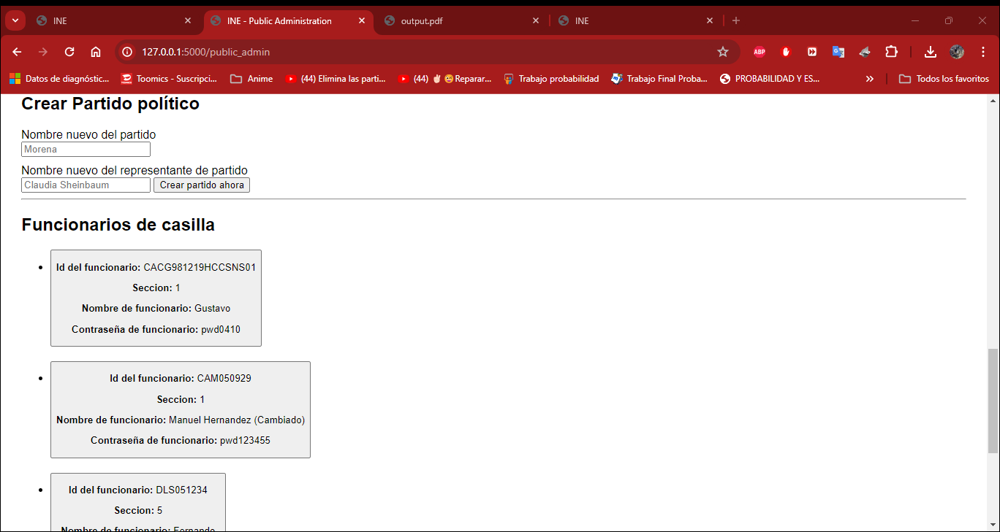 INE
INE - Public Administration
output.pdf
INE
127.0.0.1:5000/public_admin
ABP
Datos de diagnóstic...
Toomics - Suscripci...
Anime
(44) Elimina las parti...
(44) ✌😉Reparar...
Trabajo probabilidad
Trabajo Final Proba...
PROBABILIDAD Y ES...
Todos los favoritos
Crear Partido político
Nombre nuevo del partido
Morena
Nombre nuevo del representante de partido
Claudia Sheinbaum Crear partido ahora
Funcionarios de casilla
Id del funcionario: CACG981219HCCSNS01
Seccion: 1
Nombre de funcionario: Gustavo
Contraseña de funcionario: pwd0410
Id del funcionario: CAM050929
Seccion: 1
Nombre de funcionario: Manuel Hernandez (Cambiado)
Contraseña de funcionario: pwd123455
Id del funcionario: DLS051234
Seccion: 5
Nombre de funcionario: Fernando